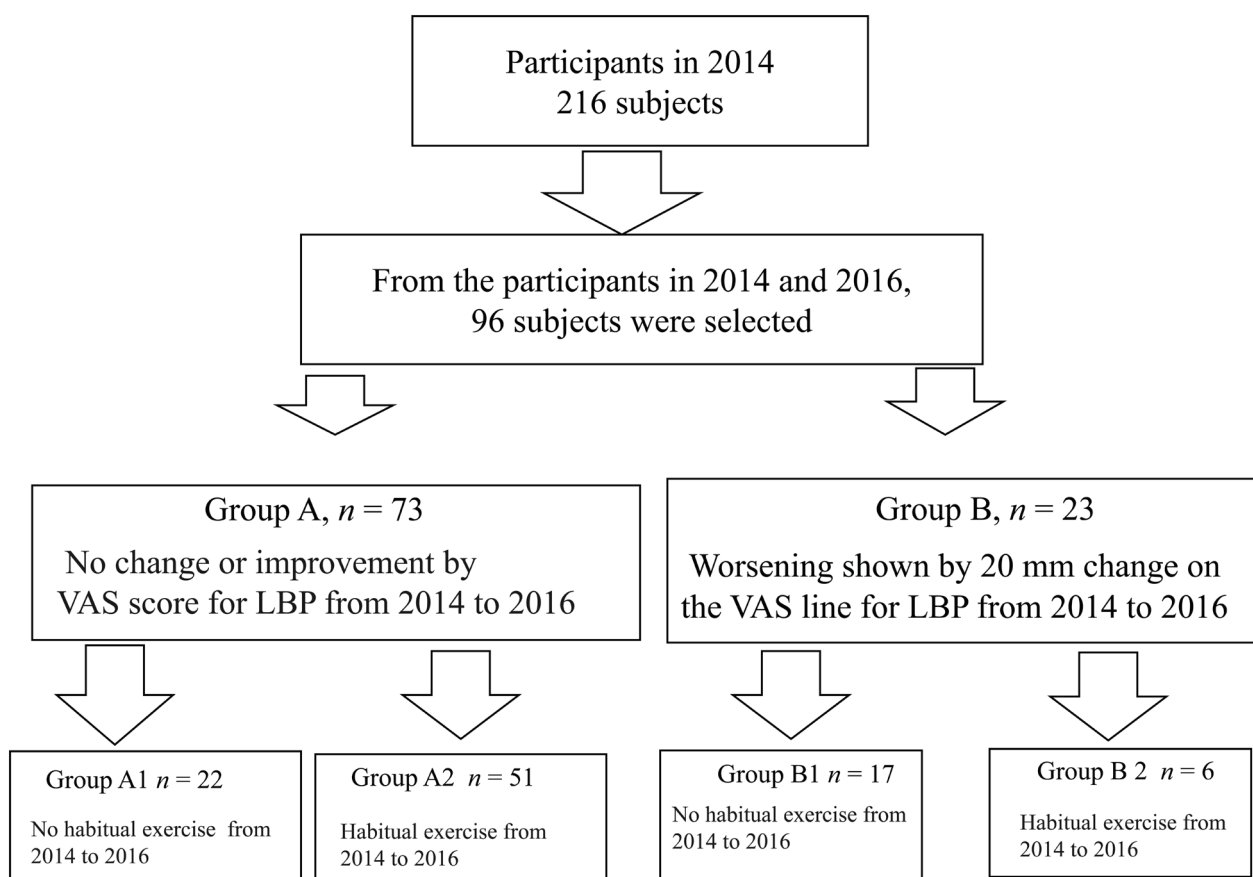 Participants in 2014
216 subjects
From the participants in 2014 and 2016,
96 subjects were selected
Group A, n = 73
No change or improvement by
VAS score for LBP from 2014 to 2016
Group B, n = 23
Worsening shown by 20 mm change on
the VAS line for LBP from 2014 to 2016
Group A1 n = 22
No habitual exercise from
2014 to 2016
Group A2 n = 51
Habitual exercise from
2014 to 2016
Group B1 n = 17
No habitual exercise from
2014 to 2016
Group B 2 n = 6
Habitual exercise from
2014 to 2016